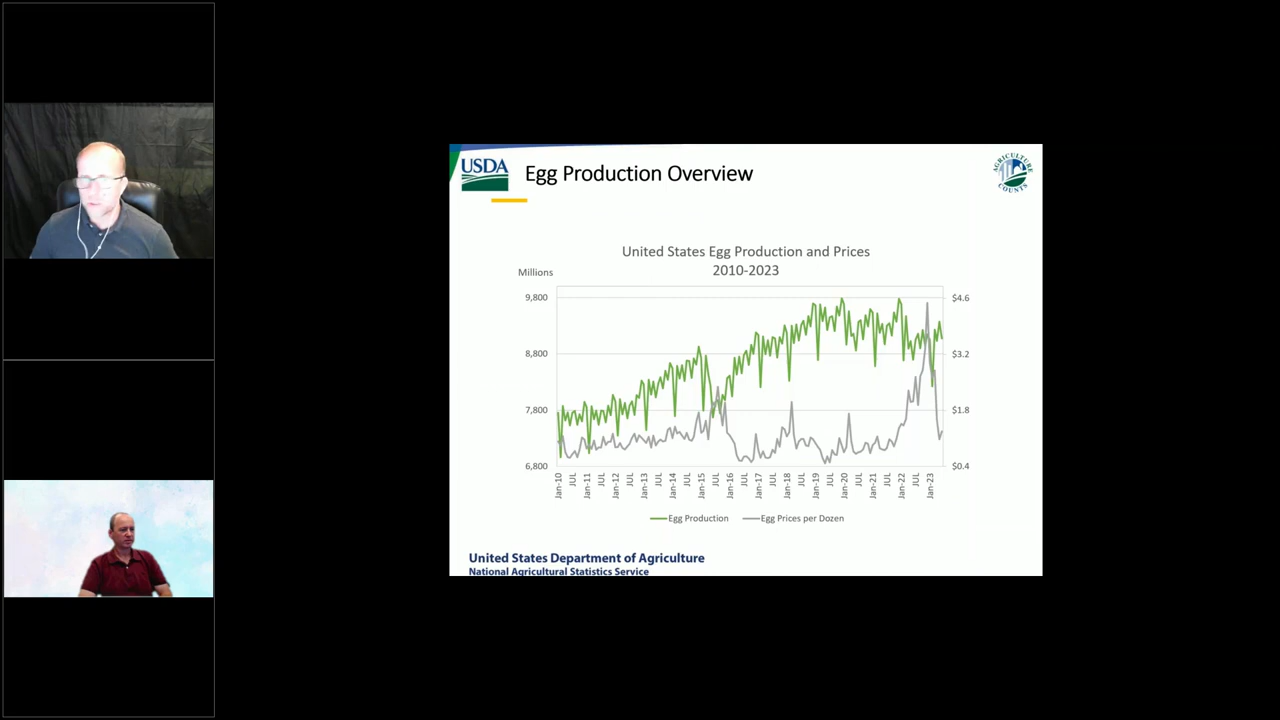 USDA
Egg Production Overview
AGRICULTURE
COUNTS
United States Egg Production and Prices
2010-2023
Millions
9,800
8,800
7,800
6,800
$4.6
$3.2
$1.8
$0.4
Jan-10
JUL
Jan-11
JUL
Jan-12
JUL
Jan-13
JUL
Jan-14
JUL
Jan-15
JUL
Jan-16
JUL
Jan-17
JUL
Jan-18
JUL
Jan-19
JUL
Jan-20
JUL
Jan-21
JUL
Jan-22
JUL
Jan-23
Egg Production
Egg Prices per Dozen
United States Department of Agriculture
National Agricultural Statistics Service